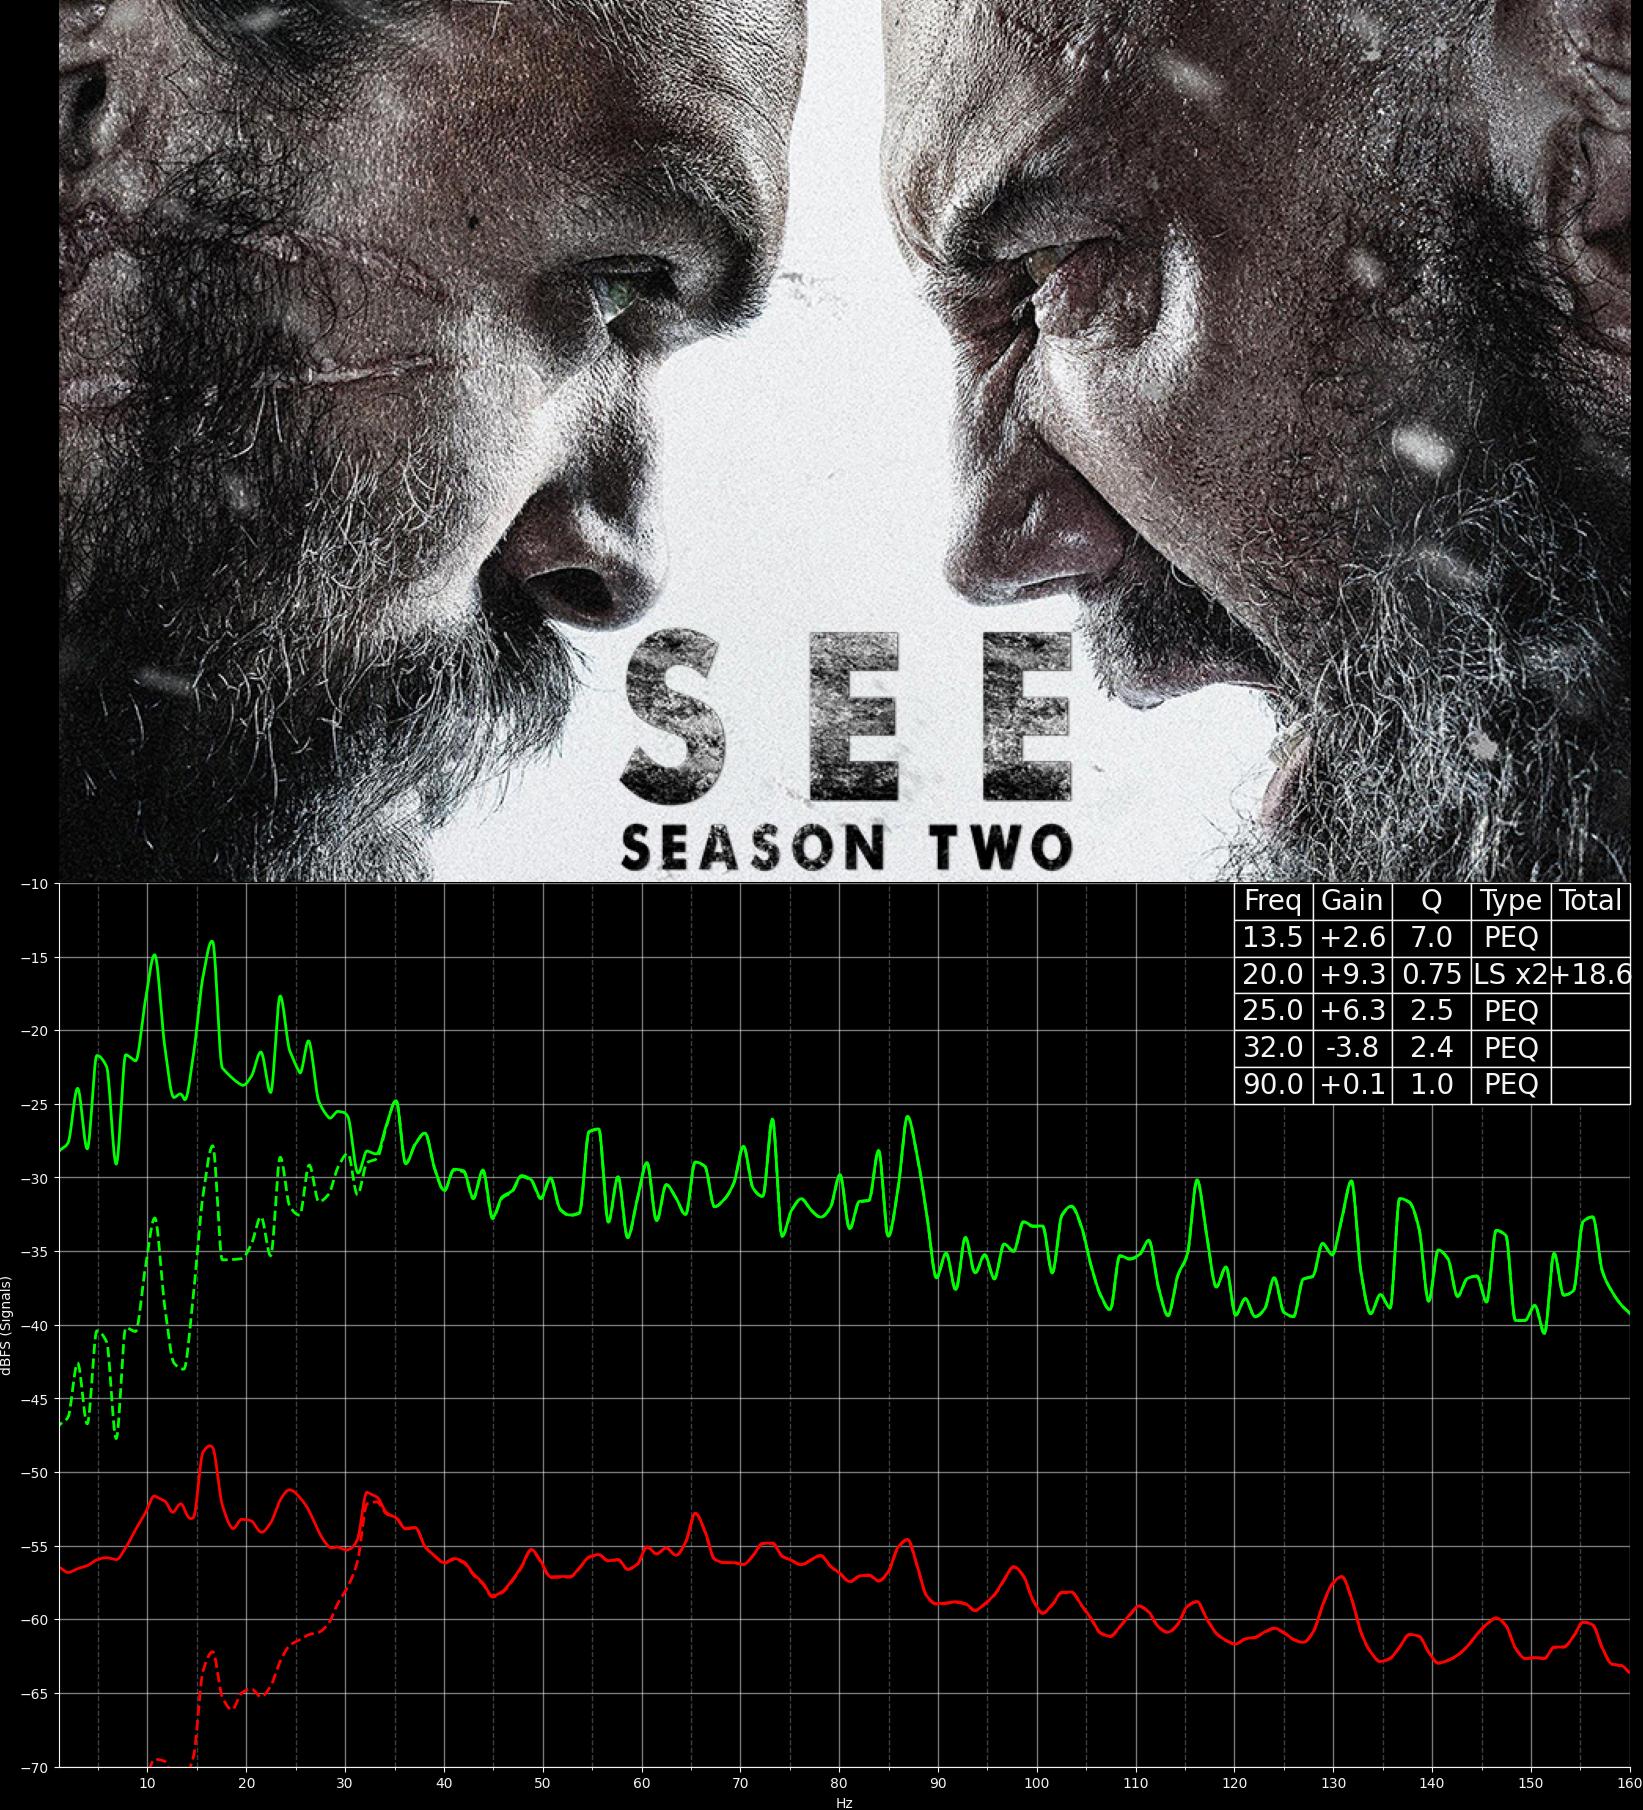 SEE
SEASON TWO
Freq Gain Q Type Total
13.5 +2.6 7.0 PEQ
20.0 +9.3 0.75 LS x2 +18.6
25.0 +6.3 2.5 PEQ
32.0 -3.8 2.4 PEQ
90.0 +0.1 1.0 PEQ
−10
−15
−20
−25
−30
−35
−40
−45
−50
−55
−60
−65
−70
dBFS (Signals)
10 20 30 40 50 60 70 80 90 100 110 120 130 140 150 160
Hz